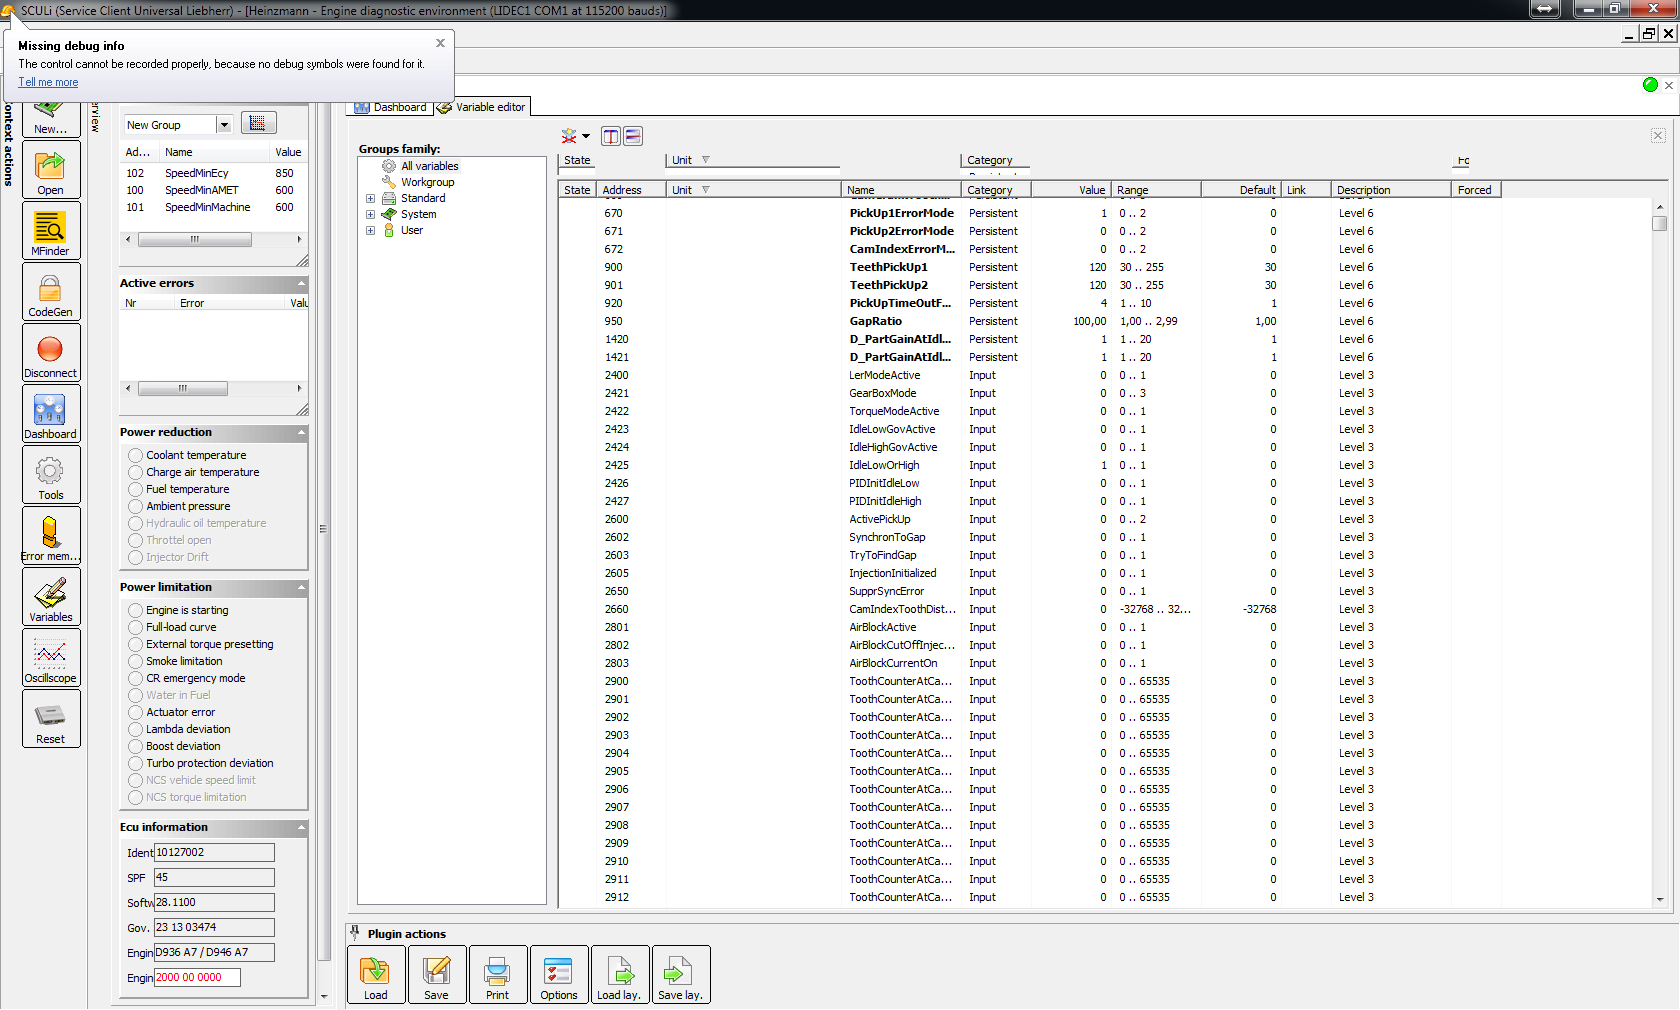 SCULi (Service Client Universal Liebherr) - [Heinzmann - Engine diagnostic environment (LIDEC1 COM1 at 115200 bauds)]
Missing debug info
The control cannot be recorded properly, because no debug symbols were found for it.
Tell me more
Context actions
New...
Open
MFinder
CodeGen
Disconnect
Dashboard
Tools
Error mem...
Variables
Oscillscope
Reset
New Group
Ad... Name Value
102 SpeedMinEcy 850
100 SpeedMinAMET 600
101 SpeedMinMachine 600
Active errors
Nr Error Valu
Power reduction
Coolant temperature
Charge air temperature
Fuel temperature
Ambient pressure
Hydraulic oil temperature
Throttel open
Injector Drift
Power limitation
Engine is starting
Full-load curve
External torque presetting
Smoke limitation
CR emergency mode
Water in Fuel
Actuator error
Lambda deviation
Boost deviation
Turbo protection deviation
NCS vehicle speed limit
NCS torque limitation
Ecu information
Ident 10127002
SPF 45
Softw 28.1100
Gov. 23 13 03474
Engin D936 A7 / D946 A7
Engin 2000 00 0000
Dashboard Variable editor
Groups family:
All variables
Workgroup
Standard
System
User
State Unit Category
State Address Unit Name Category Value Range Default Link Description Forced
670 PickUp1ErrorMode Persistent 1 0 .. 2 0 Level 6
671 PickUp2ErrorMode Persistent 1 0 .. 2 0 Level 6
672 CamIndexErrorM... Persistent 0 0 .. 2 0 Level 6
900 TeethPickUp1 Persistent 120 30 .. 255 30 Level 6
901 TeethPickUp2 Persistent 120 30 .. 255 30 Level 6
920 PickUpTimeOutF... Persistent 4 1 .. 10 1 Level 6
950 GapRatio Persistent 100,00 1,00 .. 2,99 1,00 Level 6
1420 D_PartGainAtIdl... Persistent 1 1 .. 20 1 Level 6
1421 D_PartGainAtIdl... Persistent 1 1 .. 20 1 Level 6
2400 LerModeActive Input 0 0 .. 1 0 Level 3
2421 GearBoxMode Input 0 0 .. 3 0 Level 3
2422 TorqueModeActive Input 0 0 .. 1 0 Level 3
2423 IdleLowGovActive Input 0 0 .. 1 0 Level 3
2424 IdleHighGovActive Input 0 0 .. 1 0 Level 3
2425 IdleLowOrHigh Input 1 0 .. 1 0 Level 3
2426 PIDInitIdleLow Input 0 0 .. 1 0 Level 3
2427 PIDInitIdleHigh Input 0 0 .. 1 0 Level 3
2600 ActivePickUp Input 0 0 .. 2 0 Level 3
2602 SynchronToGap Input 0 0 .. 1 0 Level 3
2603 TryToFindGap Input 0 0 .. 1 0 Level 3
2605 InjectionInitialized Input 0 0 .. 1 0 Level 3
2650 SupprSyncError Input 0 0 .. 1 0 Level 3
2660 CamIndexToothDist... Input 0 -32768 .. 32... -32768 Level 3
2801 AirBlockActive Input 0 0 .. 1 0 Level 3
2802 AirBlockCutOffInjec... Input 0 0 .. 1 0 Level 3
2803 AirBlockCurrentOn Input 0 0 .. 1 0 Level 3
2900 ToothCounterAtCa... Input 0 0 .. 65535 0 Level 3
2901 ToothCounterAtCa... Input 0 0 .. 65535 0 Level 3
2902 ToothCounterAtCa... Input 0 0 .. 65535 0 Level 3
2903 ToothCounterAtCa... Input 0 0 .. 65535 0 Level 3
2904 ToothCounterAtCa... Input 0 0 .. 65535 0 Level 3
2905 ToothCounterAtCa... Input 0 0 .. 65535 0 Level 3
2906 ToothCounterAtCa... Input 0 0 .. 65535 0 Level 3
2907 ToothCounterAtCa... Input 0 0 .. 65535 0 Level 3
2908 ToothCounterAtCa... Input 0 0 .. 65535 0 Level 3
2909 ToothCounterAtCa... Input 0 0 .. 65535 0 Level 3
2910 ToothCounterAtCa... Input 0 0 .. 65535 0 Level 3
2911 ToothCounterAtCa... Input 0 0 .. 65535 0 Level 3
2912 ToothCounterAtCa... Input 0 0 .. 65535 0 Level 3
Plugin actions
Load
Save
Print
Options
Load lay.
Save lay.